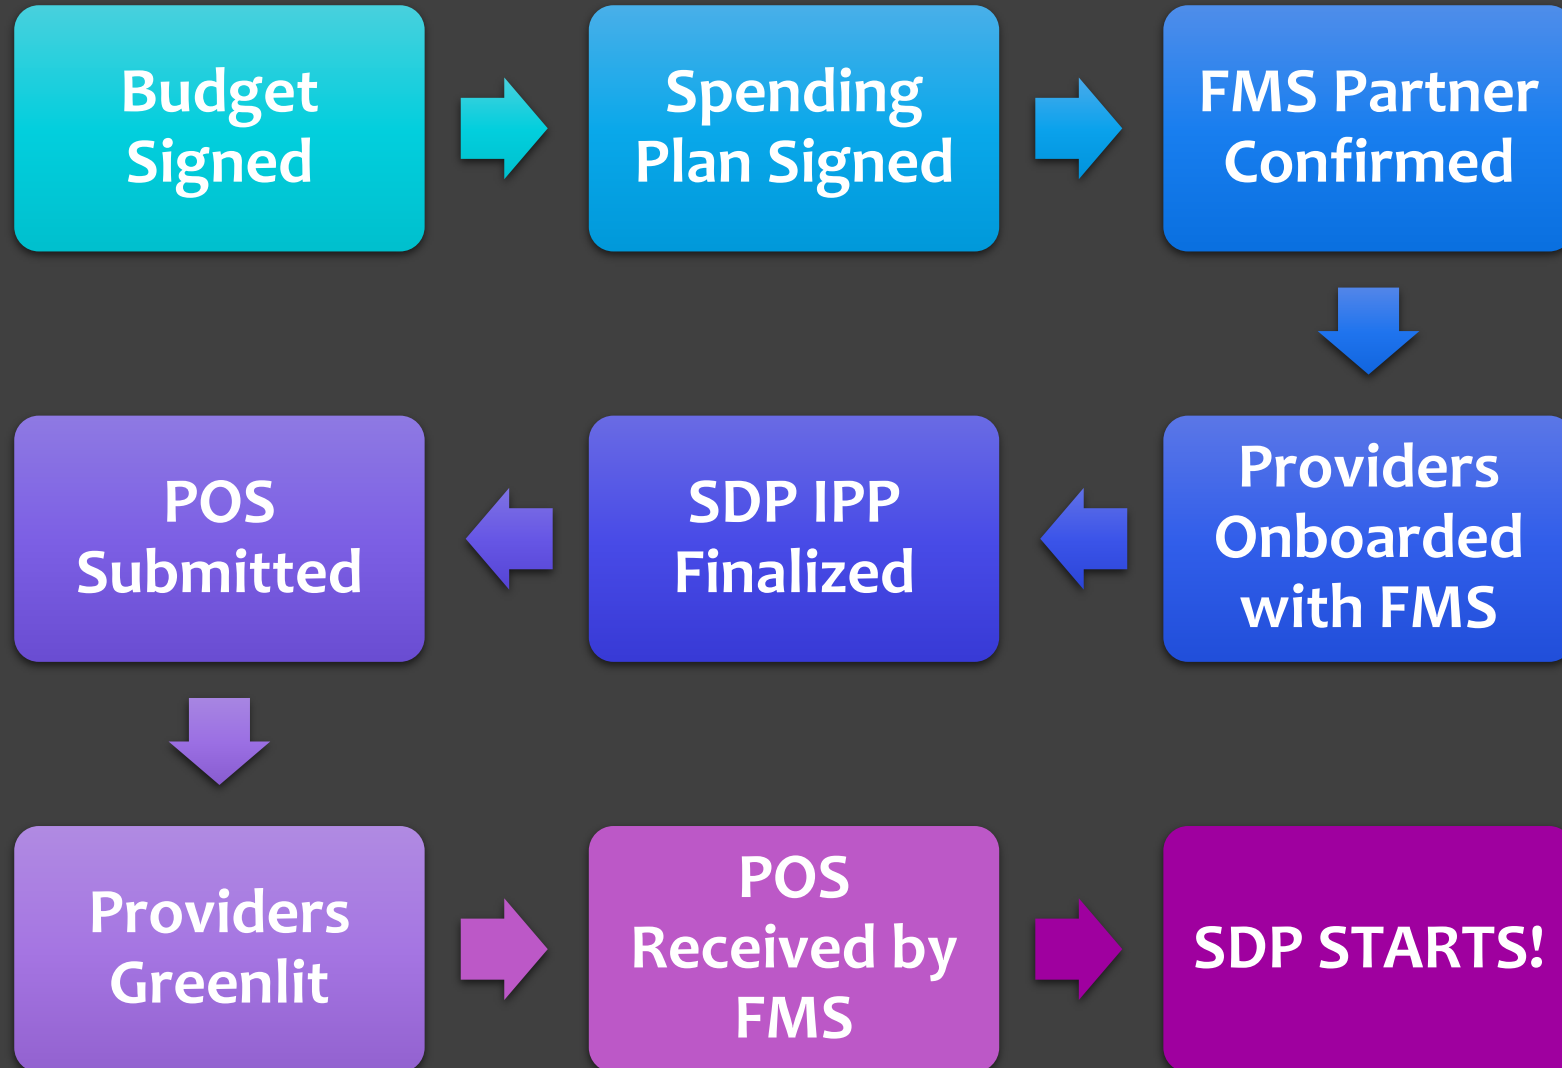 Budget
Signed
Spending
Plan Signed
FMS Partner
Confirmed
Providers
Onboarded
with FMS
SDP IPP
Finalized
POS
Submitted
Providers
Greenlit
POS
Received by
FMS
SDP STARTS!